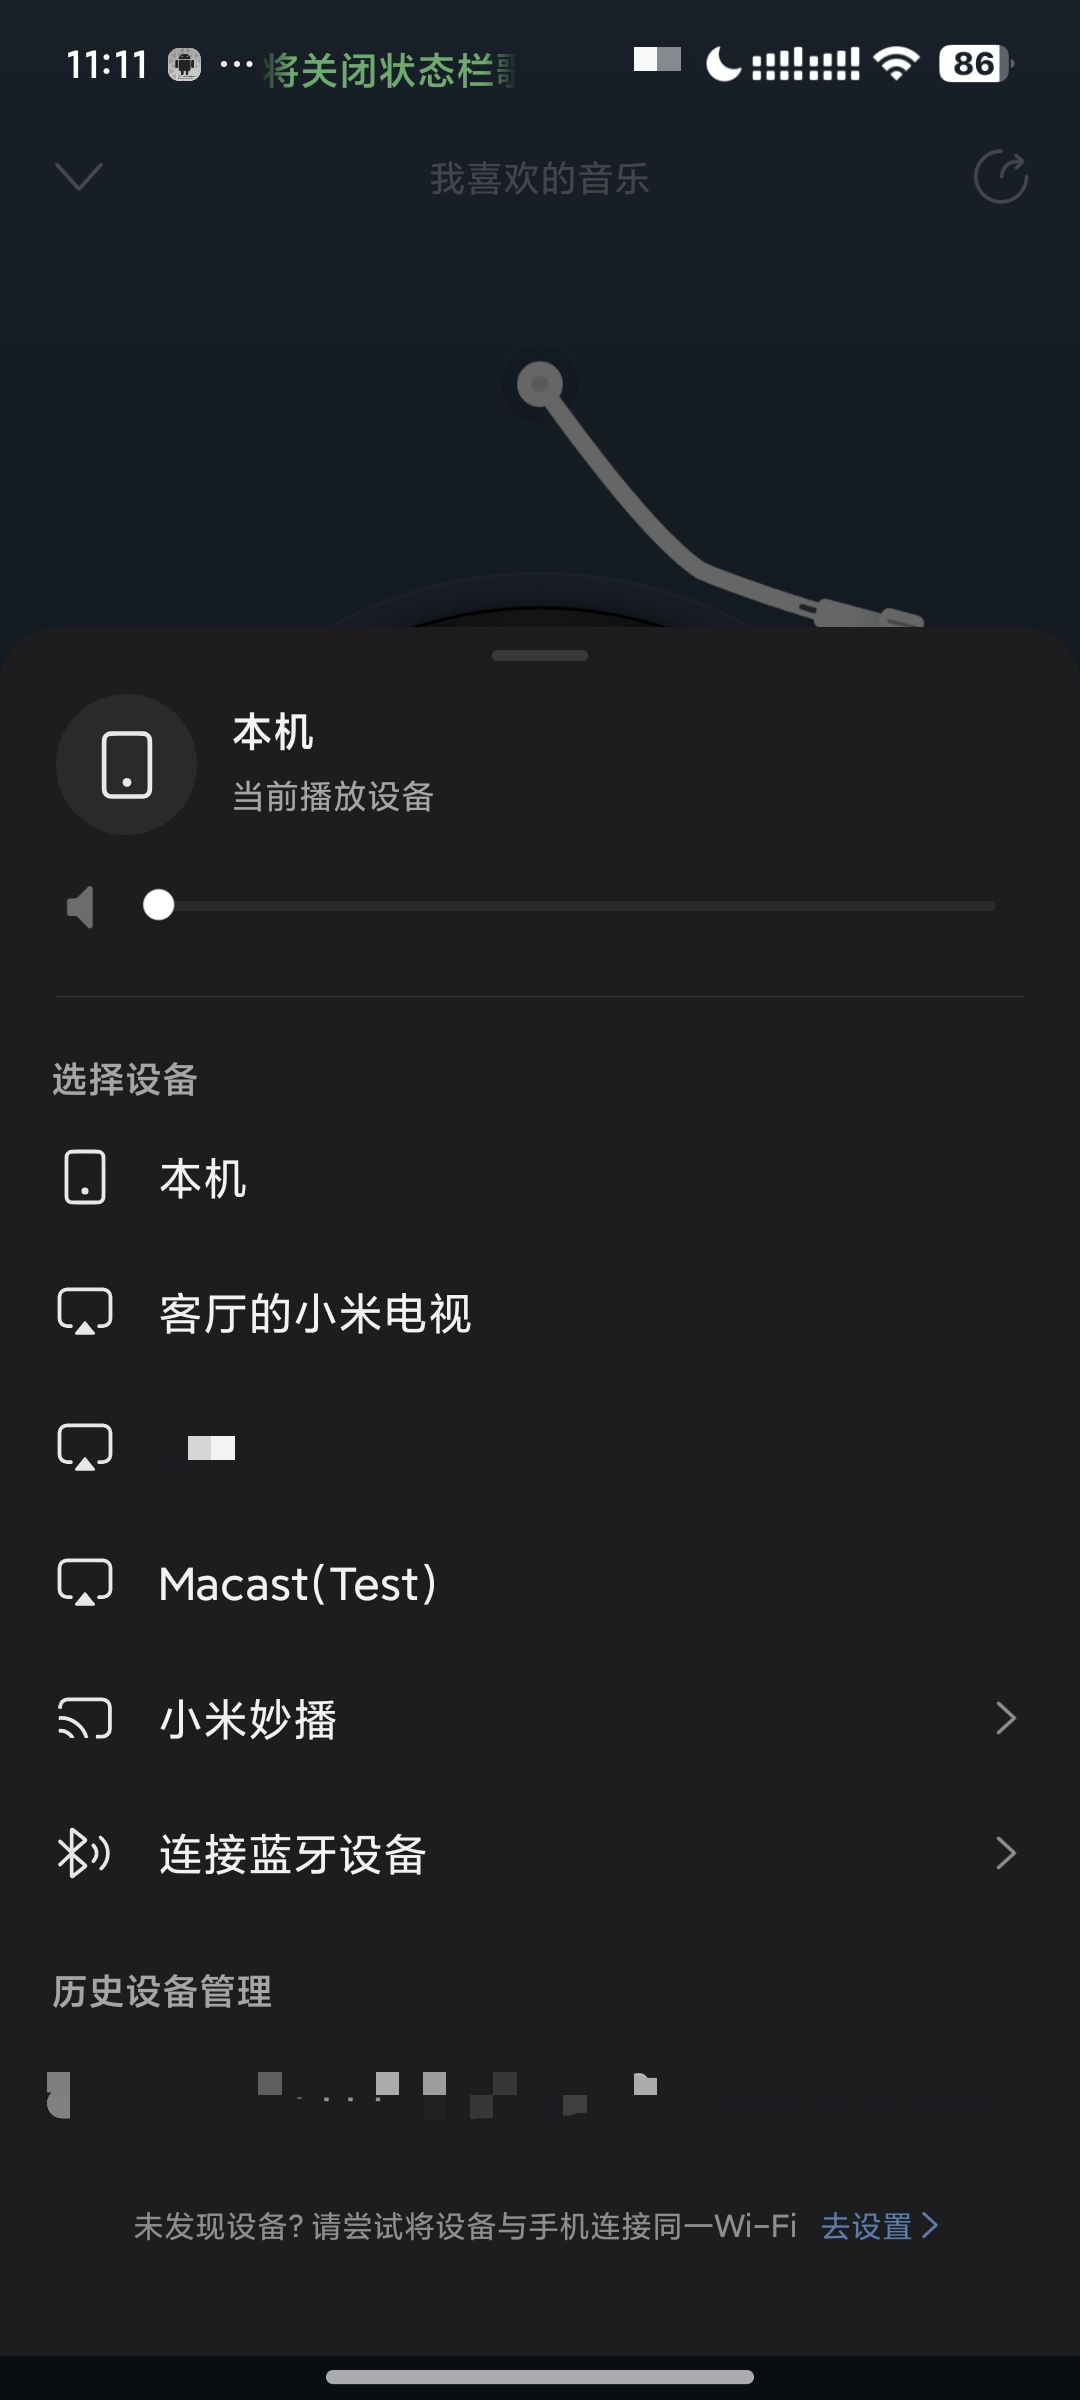 11:11 ··· 将关闭状态栏歌 86
我喜欢的音乐
本机
当前播放设备
选择设备
本机
客厅的小米电视
Macast(Test)
小米妙播
连接蓝牙设备
历史设备管理
未发现设备? 请尝试将设备与手机连接同一Wi-Fi 去设置